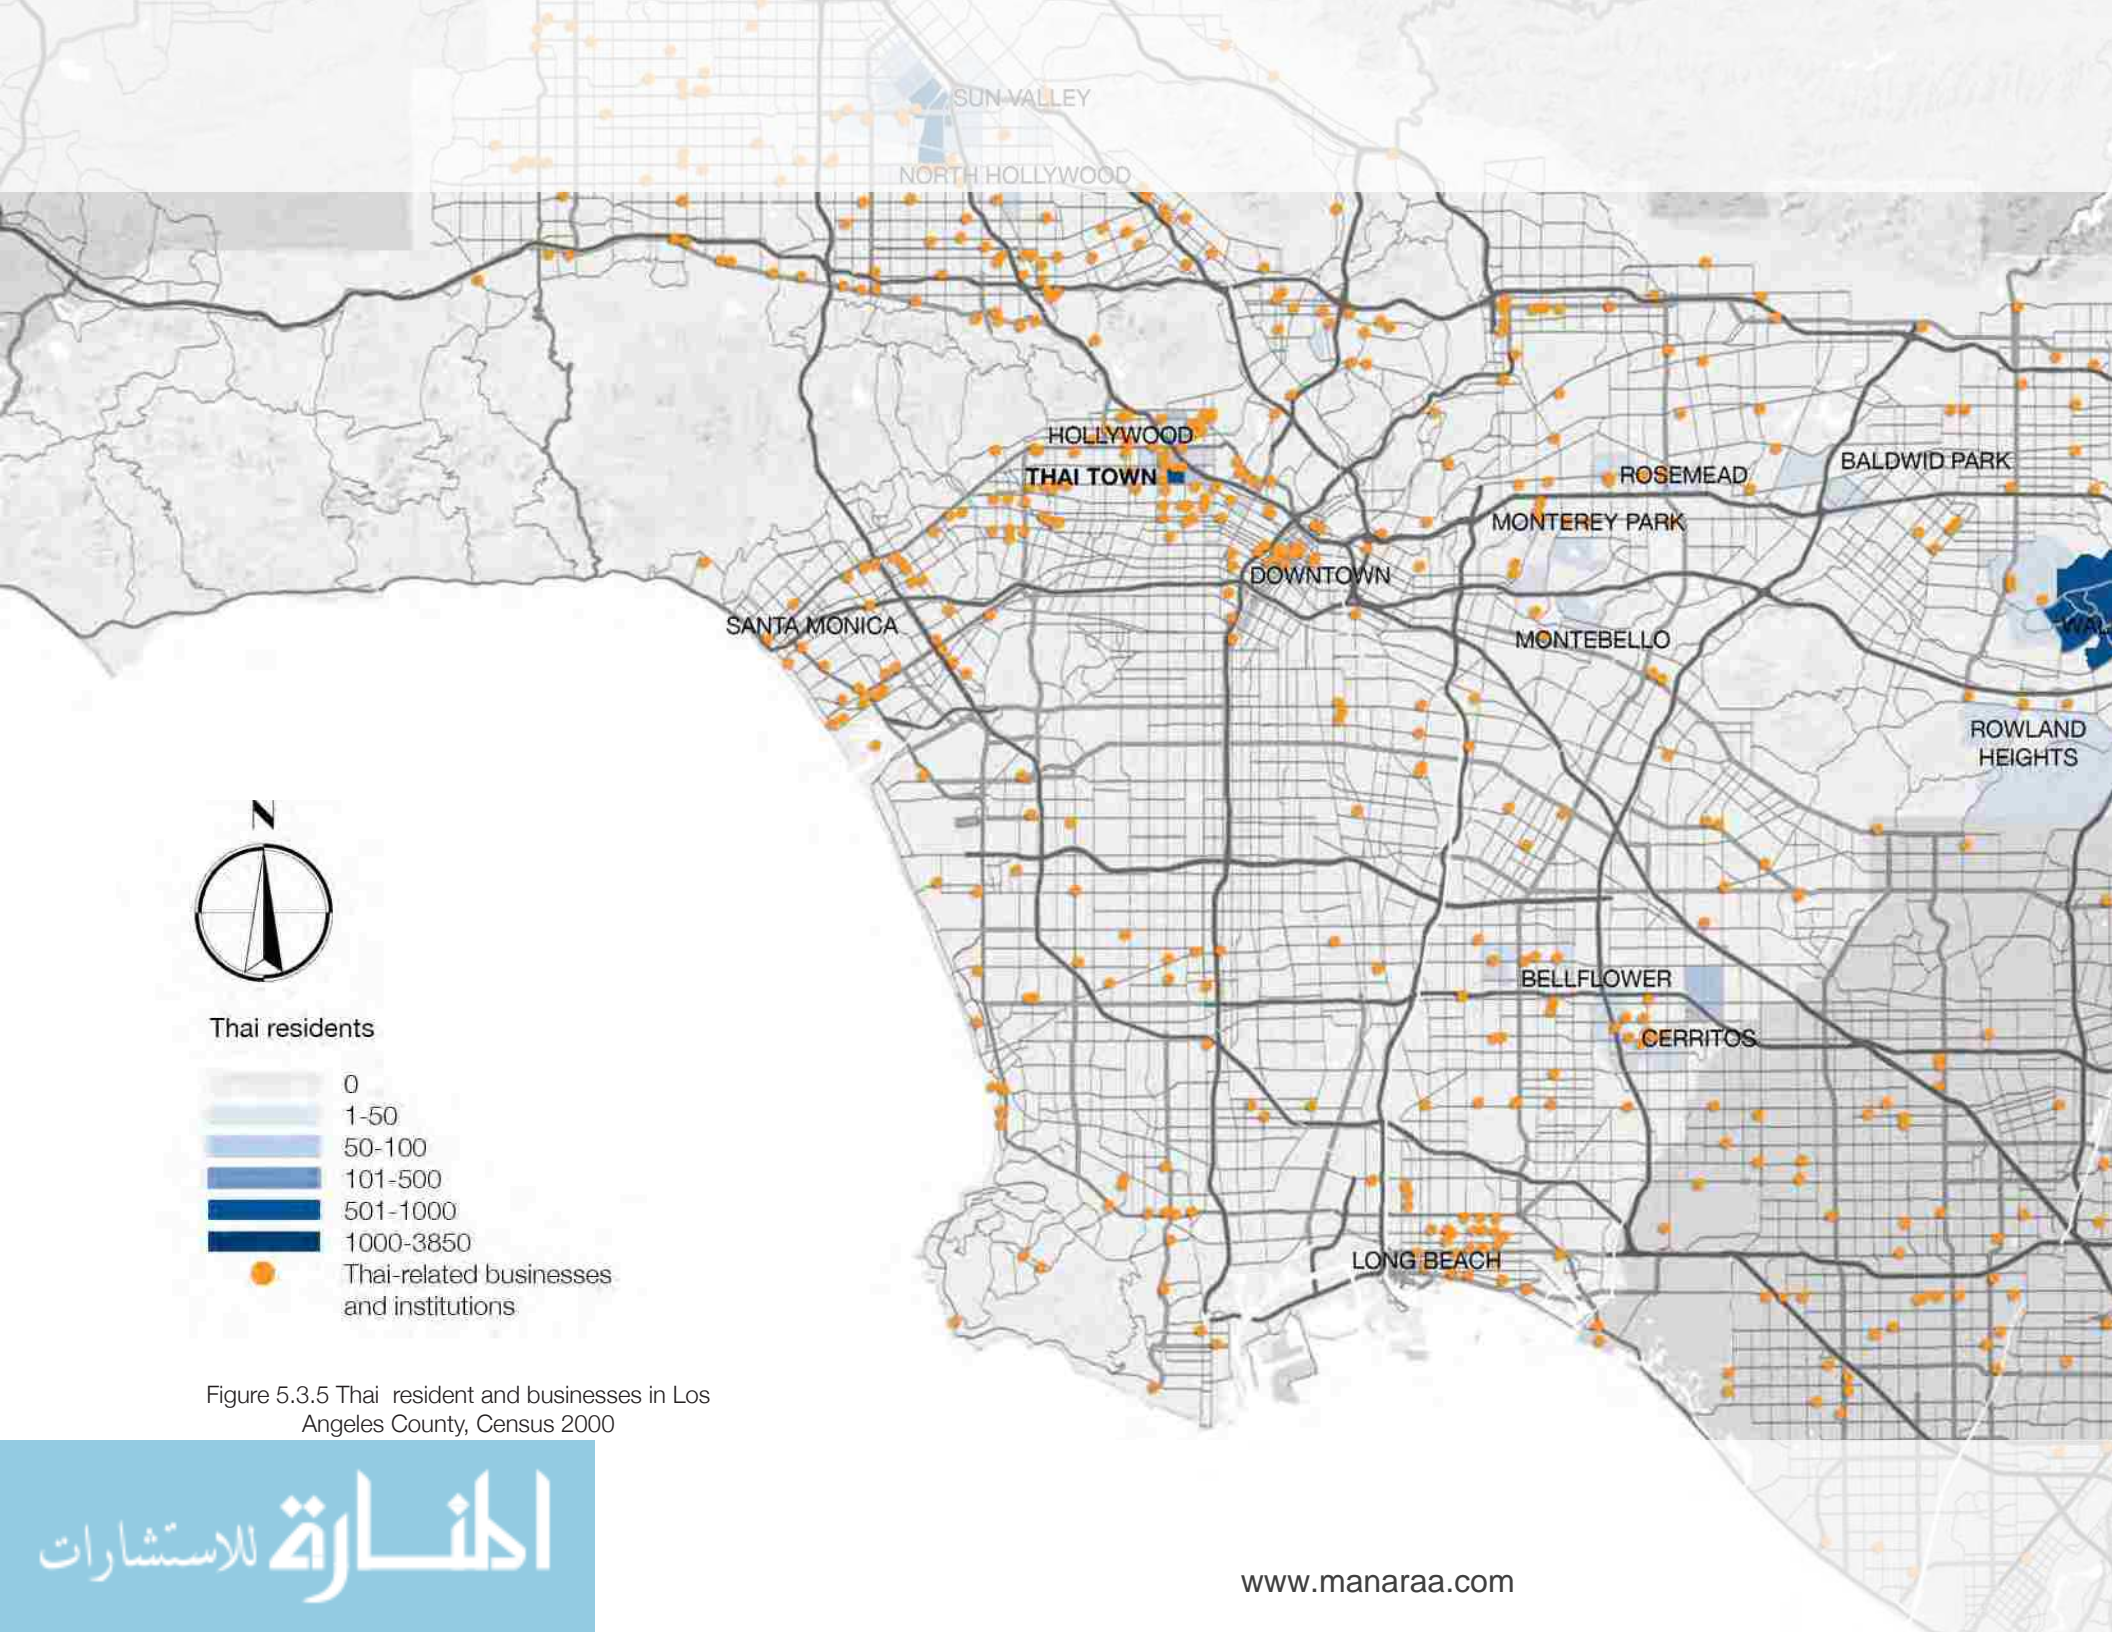 SUN VALLEY
NORTH HOLLYWOOD
HOLLYWOOD
THAI TOWN
ROSEMEAD
BALDWID PARK
MONTEREY PARK
DOWNTOWN
SANTA MONICA
MONTEBELLO
WAL
ROWLAND
HEIGHTS
N
BELLFLOWER
CERRITOS
LONG BEACH
Thai residents
0
1-50
50-100
101-500
501-1000
1000-3850
Thai-related businesses
and institutions
Figure 5.3.5 Thai resident and businesses in Los
Angeles County, Census 2000
المنارة للاستشارات
www.manaraa.com